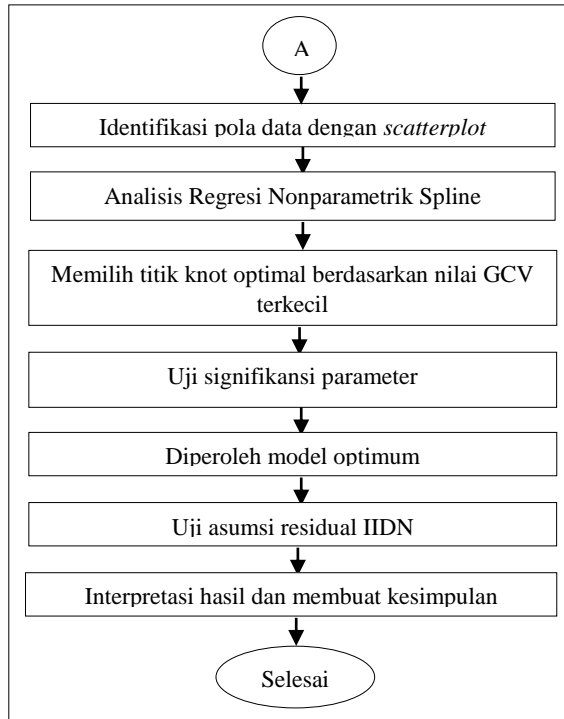 A
Identifikasi pola data dengan scatterplot
Analisis Regresi Nonparametrik Spline
Memilih titik knot optimal berdasarkan nilai GCV
terkecil
Uji signifikansi parameter
Diperoleh model optimum
Uji asumsi residual IIDN
Interpretasi hasil dan membuat kesimpulan
Selesai